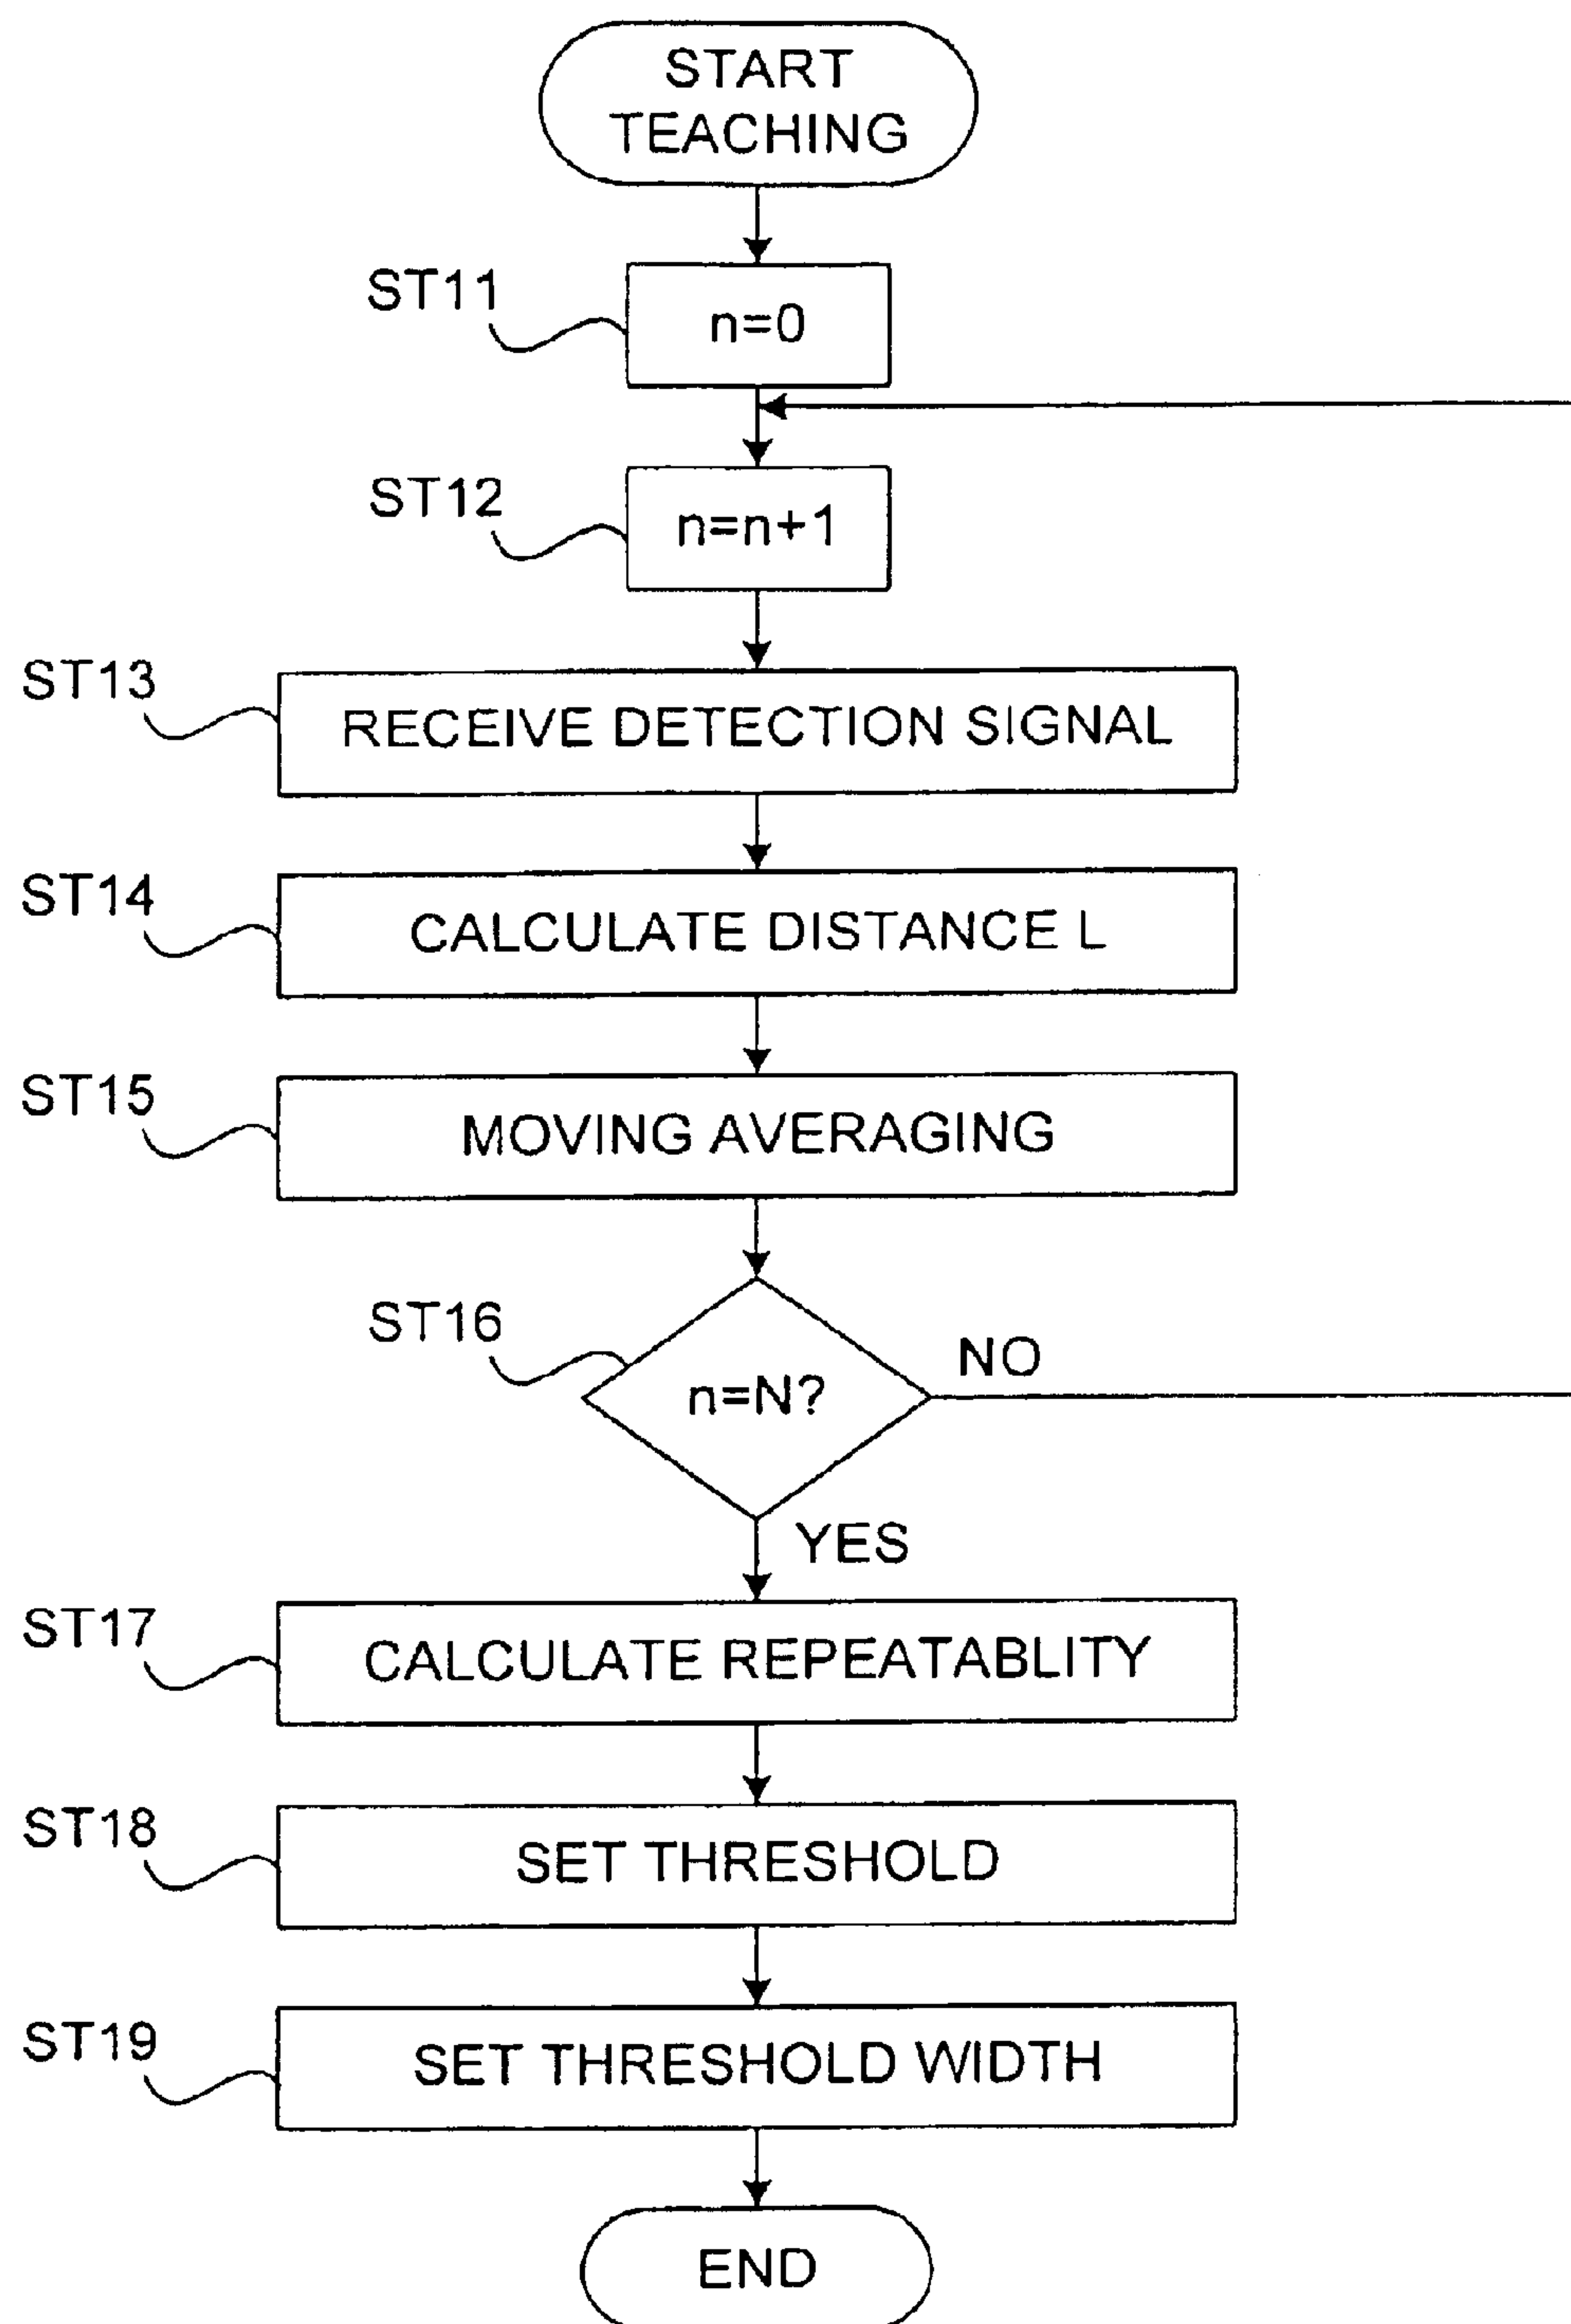 START
TEACHING
ST11
n=0
ST12
n=n+1
ST13
RECEIVE DETECTION SIGNAL
ST14
CALCULATE DISTANCE L
ST15
MOVING AVERAGING
ST16
n=N?
NO
YES
ST17
CALCULATE REPEATABLITY
ST18
SET THRESHOLD
ST19
SET THRESHOLD WIDTH
END